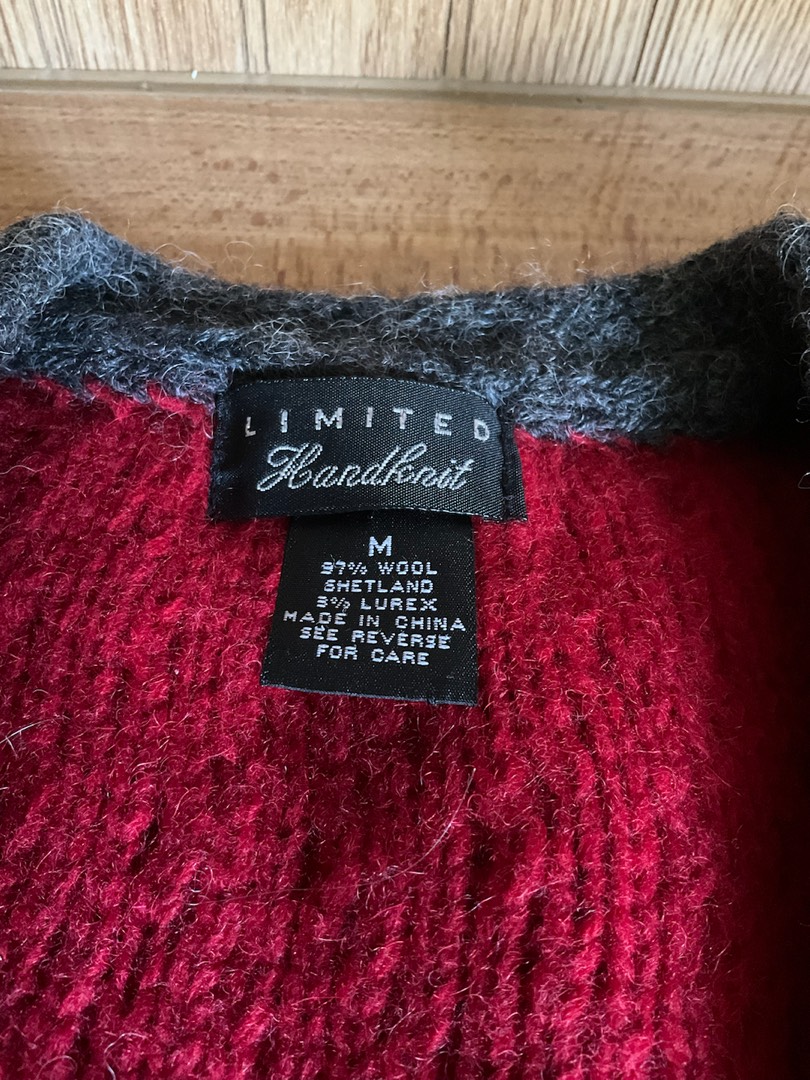 LIMITED
Handknit
M
97% WOOL
SHETLAND
3% LUREX
MADE IN CHINA
SEE REVERSE
FOR CARE